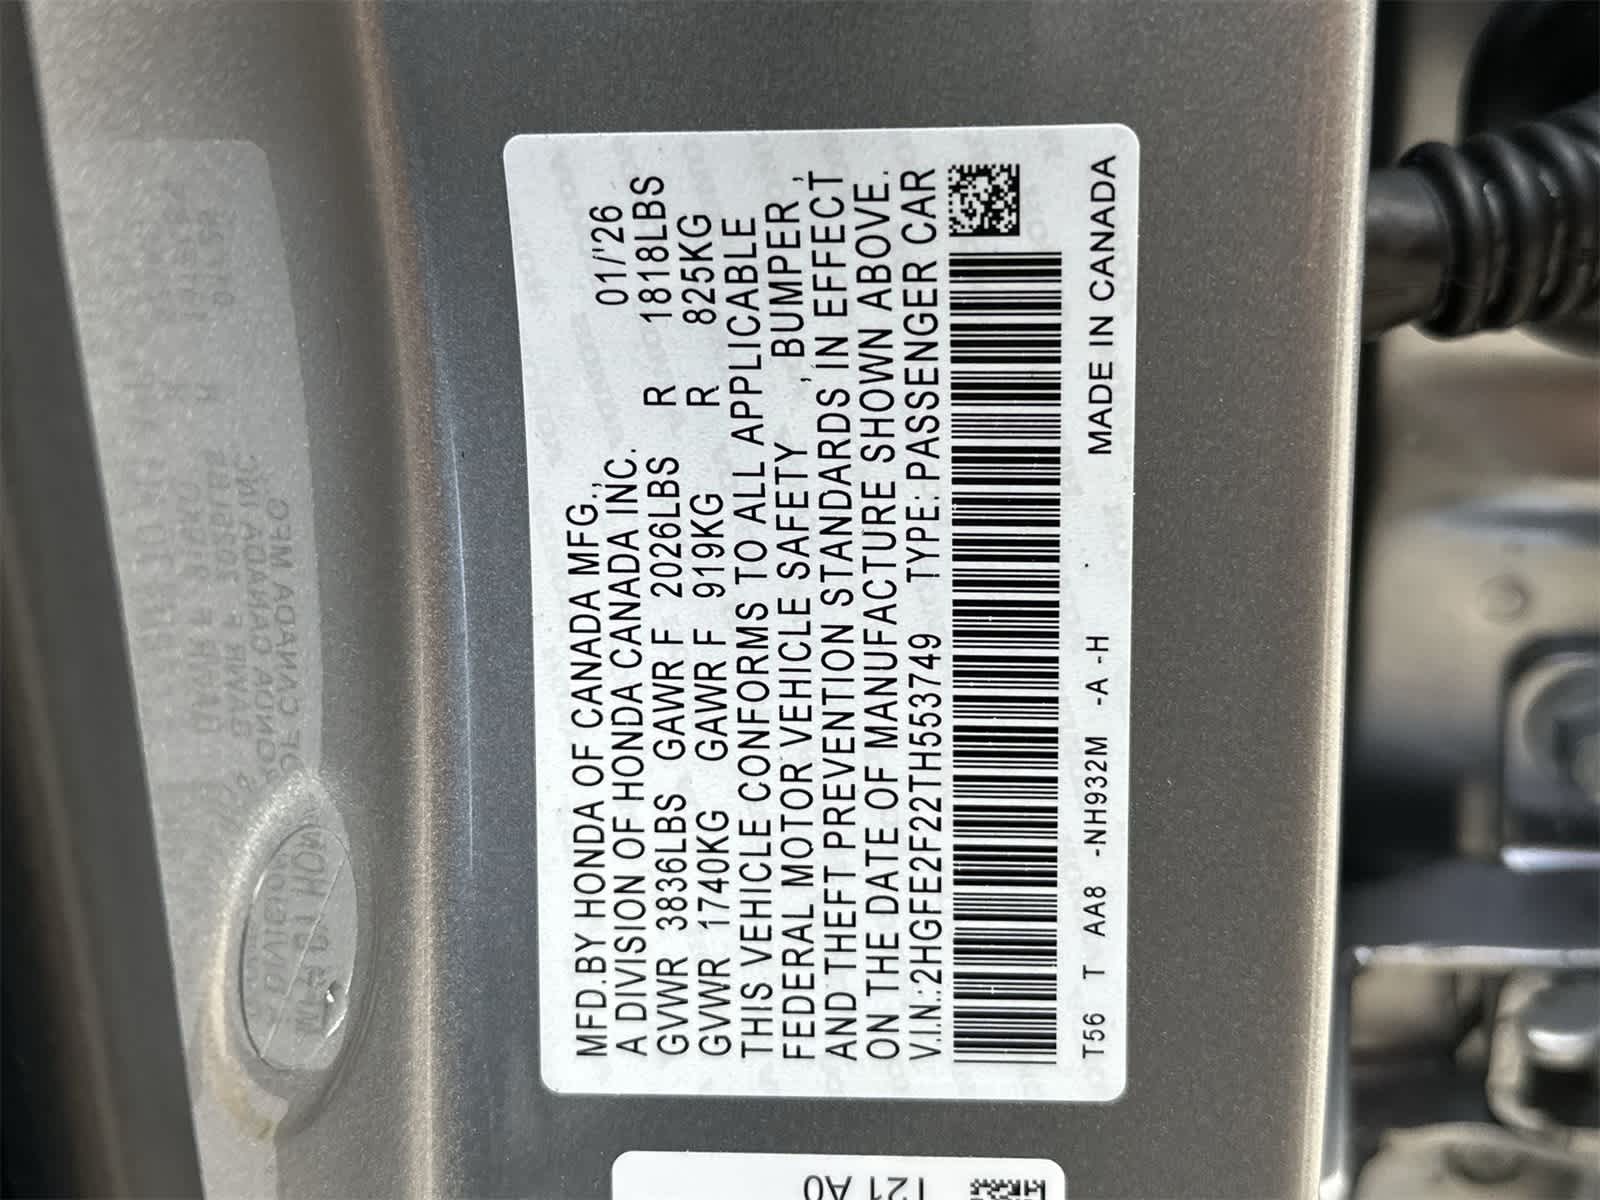 MFD.BY HONDA OF CANADA MFG.,
A DIVISION OF HONDA CANADA INC. 01/'26
GVWR 3836LBS GAWR F 2026LBS R 1818LBS
GVWR 1740KG GAWR F 919KG R 825KG
THIS VEHICLE CONFORMS TO ALL APPLICABLE
FEDERAL MOTOR VEHICLE SAFETY , BUMPER ,
AND THEFT PREVENTION STANDARDS IN EFFECT
ON THE DATE OF MANUFACTURE SHOWN ABOVE.
V.I.N.:2HGFE2F22TH553749 TYPE:PASSENGER CAR
T56 T AA8 -NH932M -A -H MADE IN CANADA